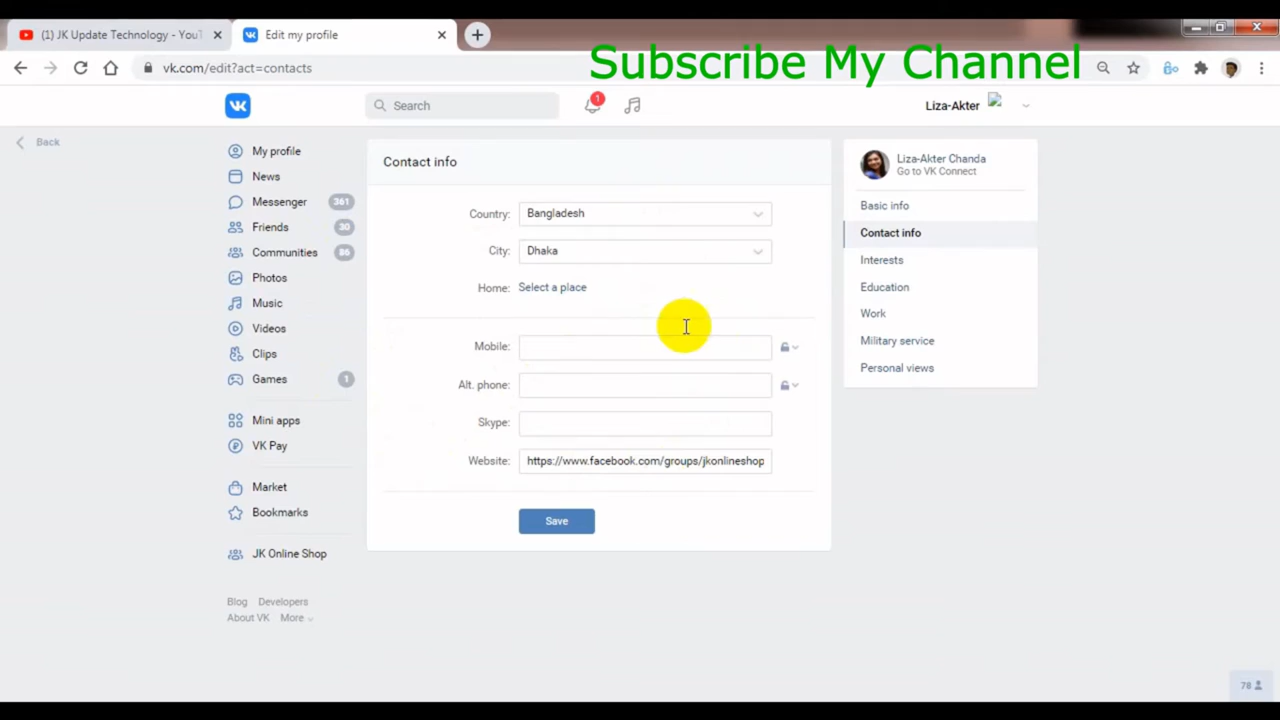 (1) JK Update Technology - YouT
Edit my profile
vk.com/edit?act=contacts
Subscribe My Channel
Search
1
Liza-Akter
Back
My profile
News
Messenger 361
Friends 30
Communities 86
Photos
Music
Videos
Clips
Games 1
Mini apps
VK Pay
Market
Bookmarks
JK Online Shop
Blog Developers
About VK More
Contact info
Country: Bangladesh
City: Dhaka
Home: Select a place
Mobile:
Alt. phone:
Skype:
Website: https://www.facebook.com/groups/jkonlineshop
Save
Liza-Akter Chanda
Go to VK Connect
Basic info
Contact info
Interests
Education
Work
Military service
Personal views
78